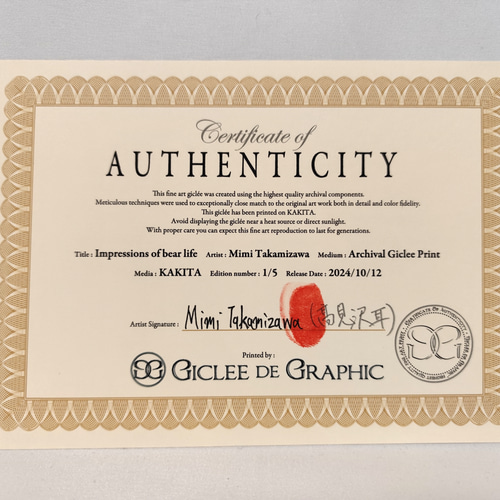 Certificate of
AUTHENTICITY
This fine art giclée was created using the highest quality archival components.
Meticulous techniques were used to exceptionally close match to the original art work both in detail and color fidelity.
This giclée has been printed on KAKITA.
Avoid displaying the giclée near a heat source or direct sunlight.
With proper care you can expect this fine art reproduction to last for generations.
Title : Impressions of bear life Artist : Mimi Takamizawa Medium : Archival Giclee Print
Media : KAKITA Edition number : 1/5 Release Date : 2024/10/12
Artist Signature : Mimi Takamizawa (高見沢耳)
Printed by :
GICLEE DE GRAPHIC